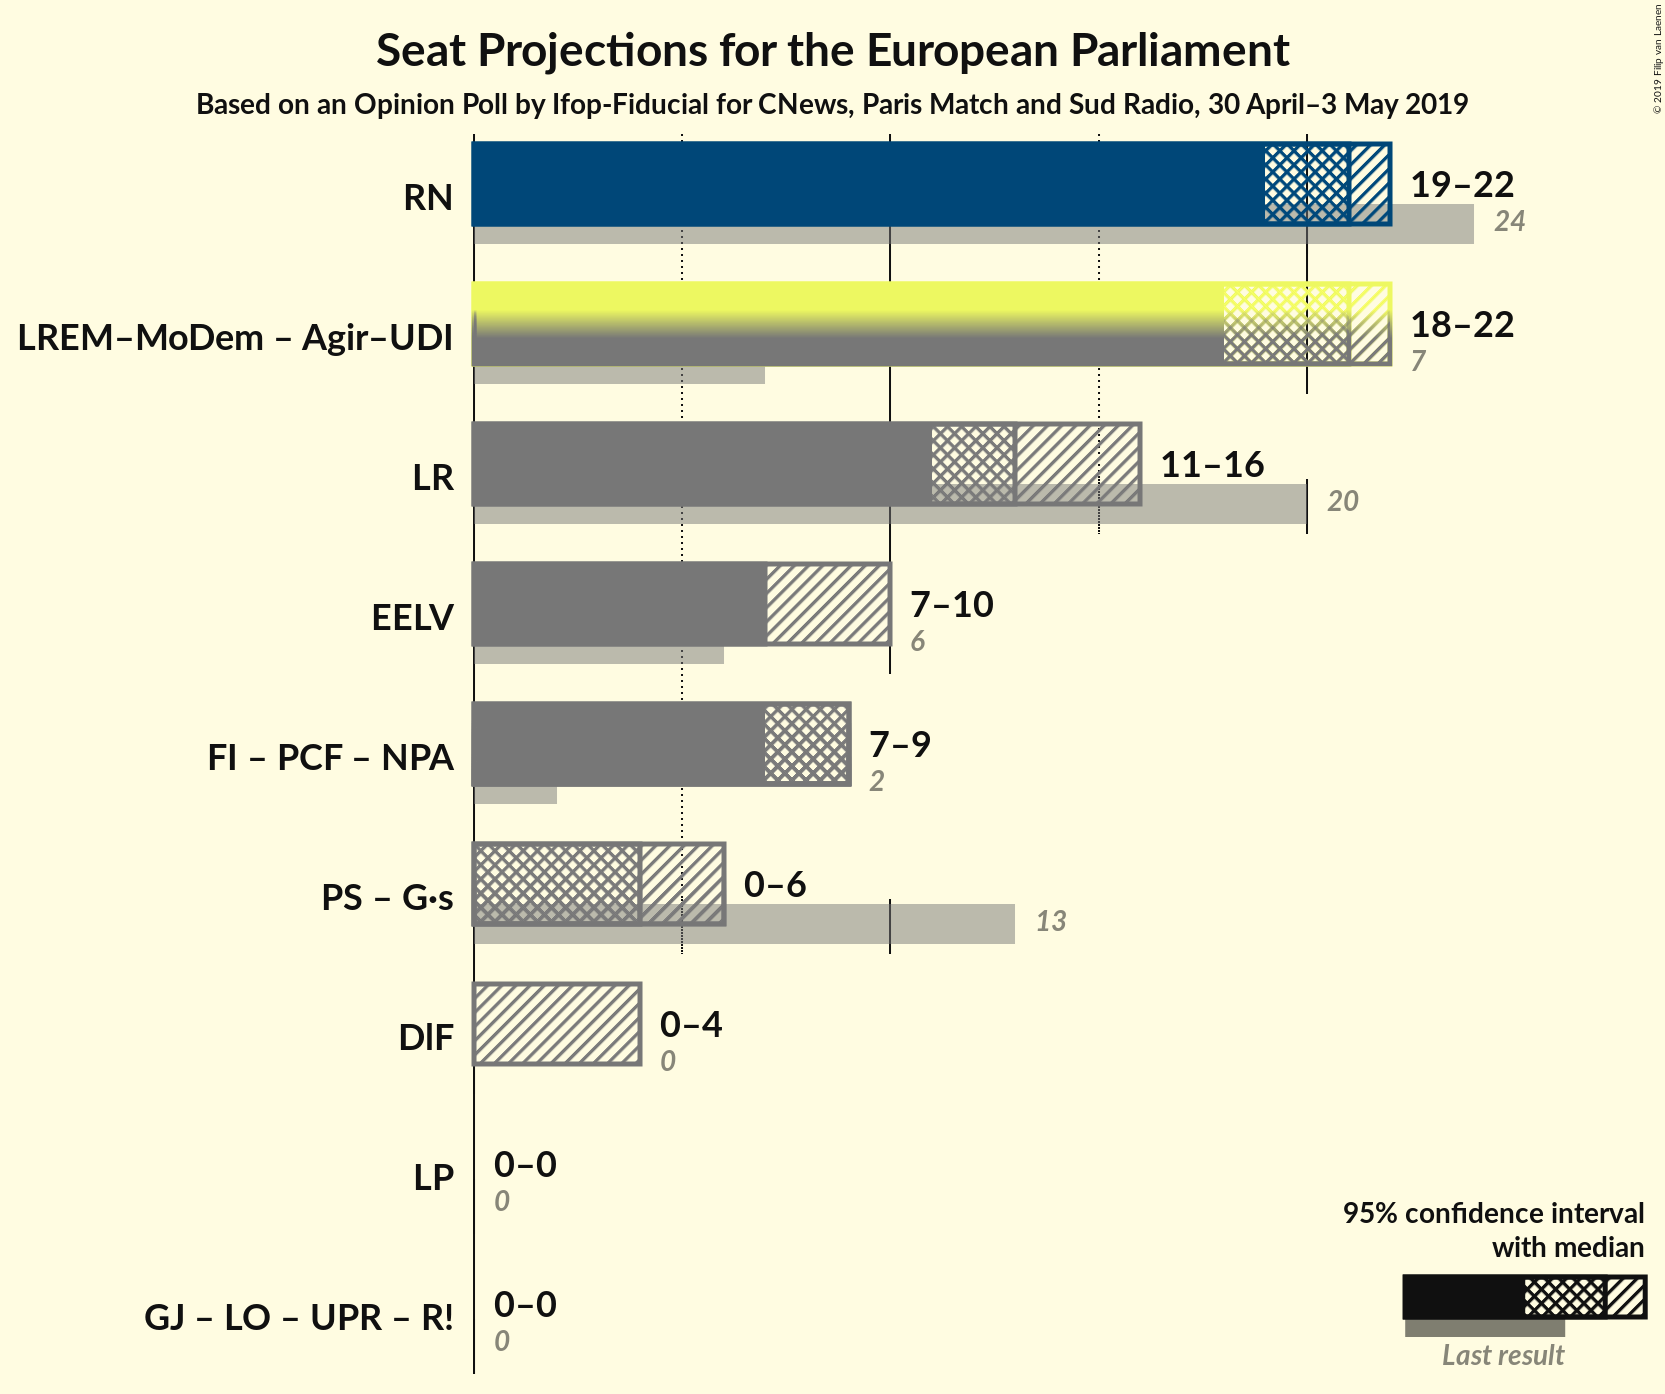 Seat Projections for the European Parliament
Based on an Opinion Poll by Ifop-Fiducial for CNews, Paris Match and Sud Radio, 30 April–3 May 2019
© 2019 Filip van Laenen
RN
19–22
24
LREM–MoDem – Agir–UDI
18–22
7
LR
11–16
20
EELV
7–10
6
FI – PCF – NPA
7–9
2
PS – G·s
0–6
13
DlF
0–4
0
LP
0–0
0
GJ – LO – UPR – R!
0–0
0
95% confidence interval
with median
Last result